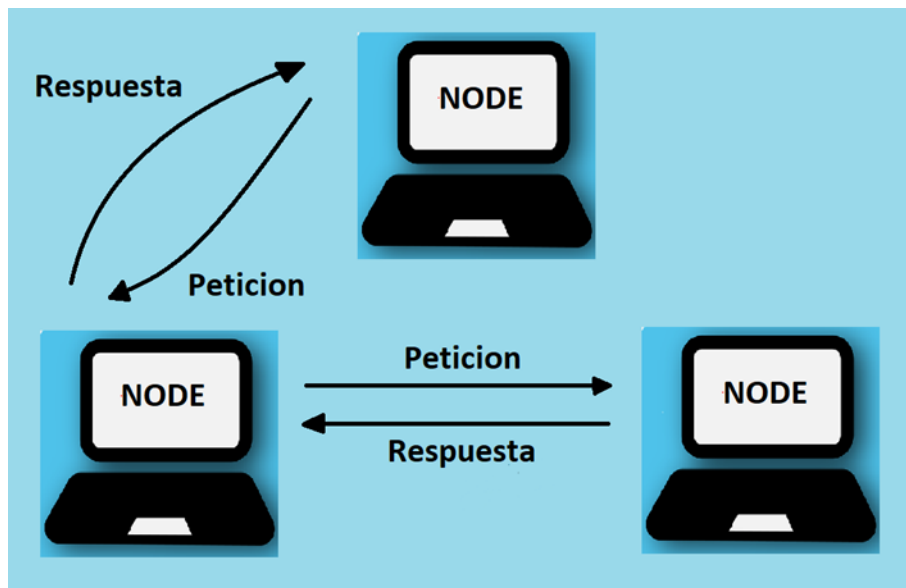 Respuesta
NODE
Peticion
NODE
Peticion
Respuesta
NODE